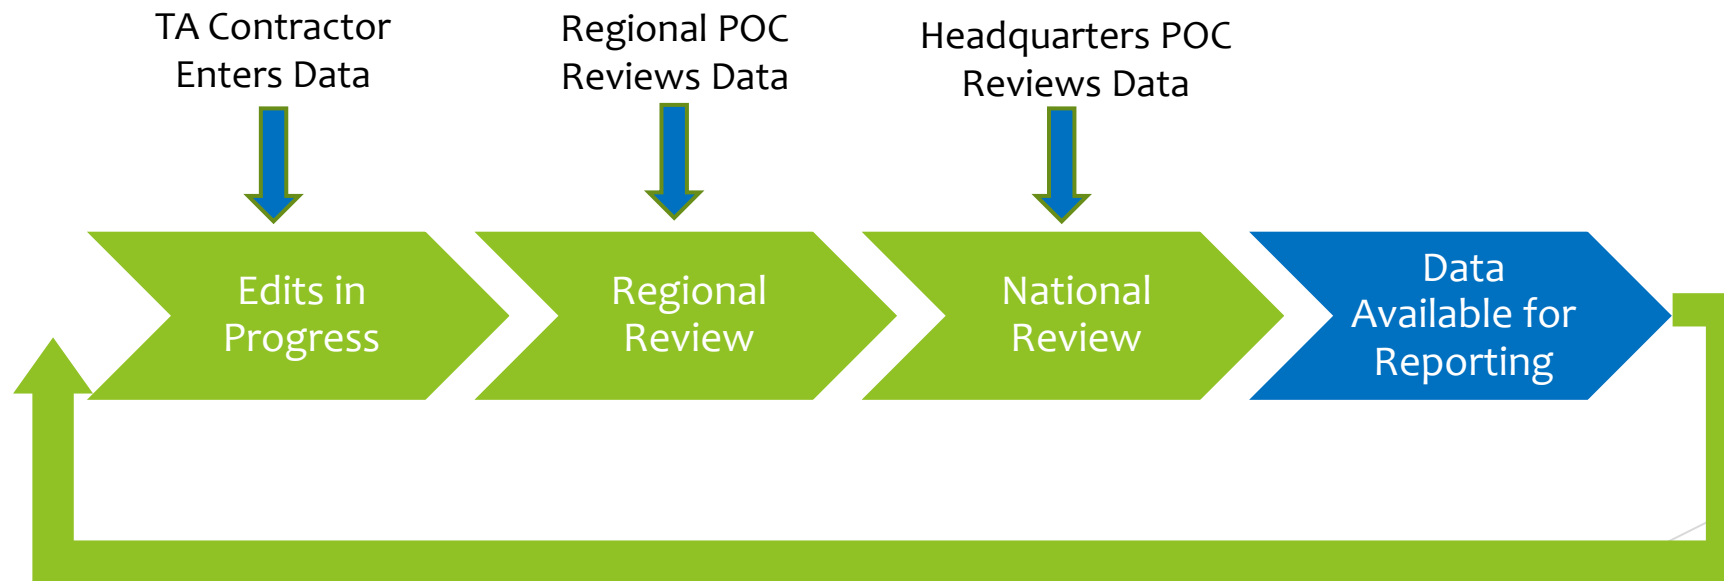 TA Contractor
Enters Data
Regional POC
Reviews Data
Headquarters POC
Reviews Data
Edits in
Progress
Regional
Review
National
Review
Data
Available for
Reporting